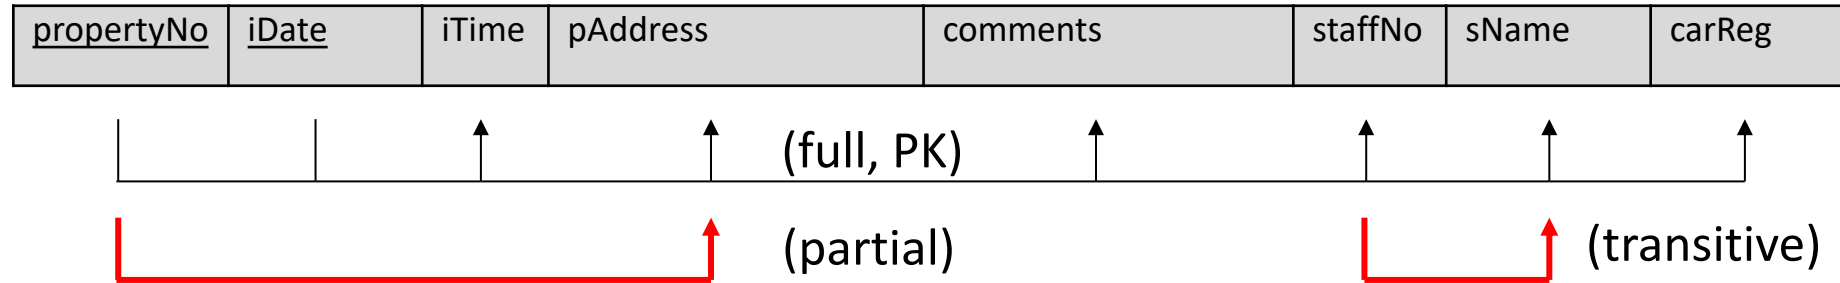 propertyNo iDate iTime pAddress comments staffNo sName carReg
(full, PK)
(partial) (transitive)